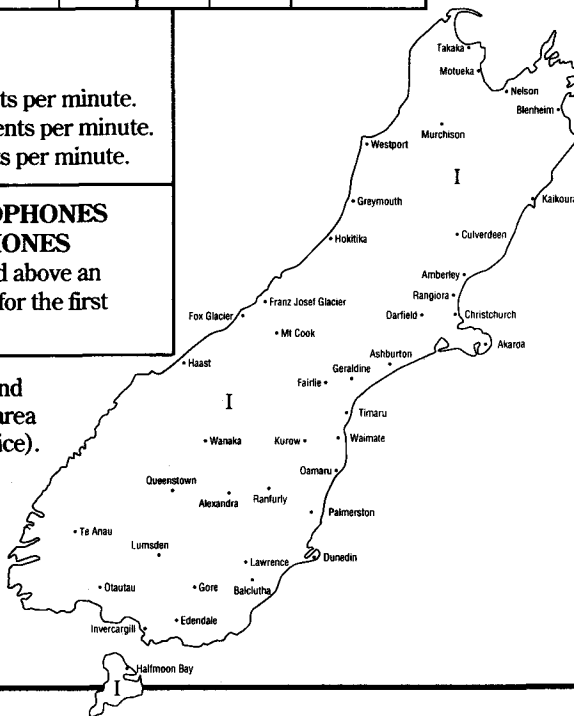 ts per minute.
ents per minute.
s per minute.
OPHONES
IONES
d above an
for the first
nd
area
ice).
Takaka
Motueka
Nelson
Blenheim
Murchison
Westport
I
Greymouth
Kaikoura
Hokitika
Culverdeen
Amberley
Franz Josef Glacier
Rangiora
Fox Glacier
Darfield
Christchurch
Mt Cook
Akaroa
Ashburton
Haast
Geraldine
Fairlie
I
Timaru
Wanaka
Kurow
Waimate
Oamaru
Queenstown
Alexandra
Ranfurly
Palmerston
Te Anau
Lumsden
Dunedin
Lawrence
Otautau
Gore
Balclutha
Edendale
Invercargill
Halfmoon Bay
I